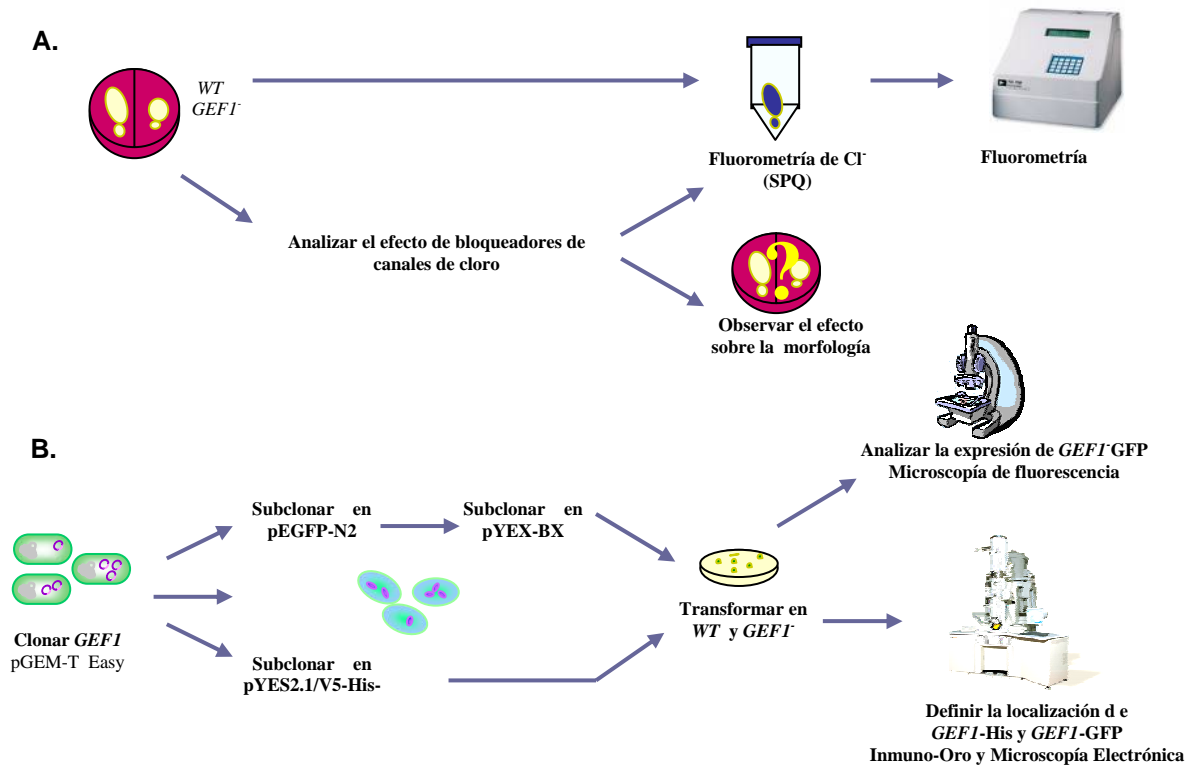 A.
WT
GEF1-
Fluorometría de Cl-
(SPQ)
Fluorometría
Analizar el efecto de bloqueadores de
canales de cloro
?
Observar el efecto
sobre la morfología
B.
Analizar la expresión de GEF1-GFP
Microscopía de fluorescencia
Subclonar en
pEGFP-N2
Subclonar en
pYEX-BX
Clonar GEF1
pGEM-T Easy
Transformar en
WT y GEF1-
Subclonar en
pYES2.1/V5-His-
Definir la localización d e
GEF1-His y GEF1-GFP
Inmuno-Oro y Microscopía Electrónica